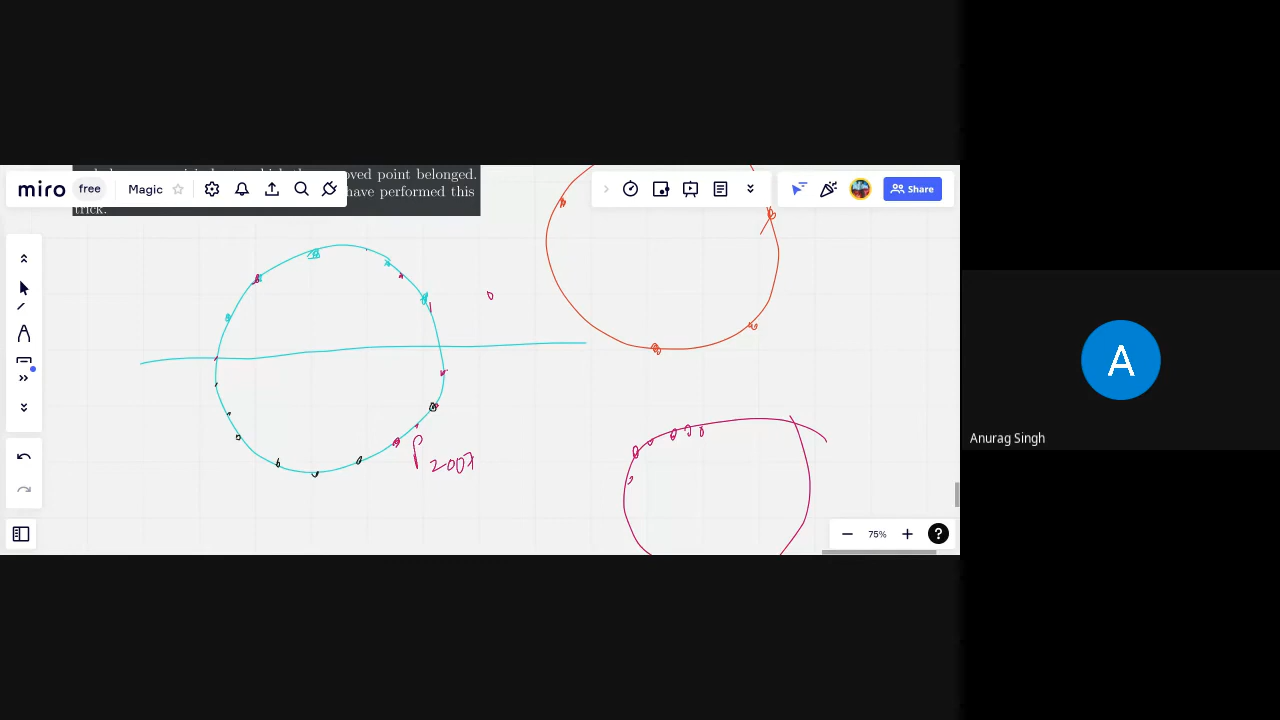 oved point belonged.
miro free Magic Share
have performed this
trick.
P 2007
75%
A
Anurag Singh